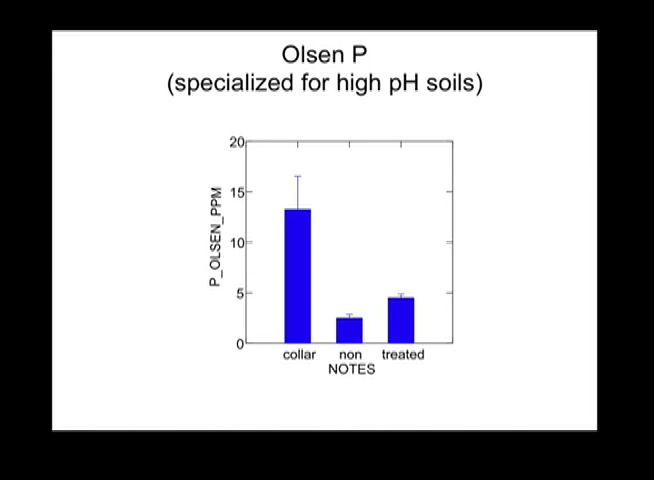 Olsen P
(specialized for high pH soils)
20
15
10
5
0
P_OLSEN_PPM
collar non treated
NOTES